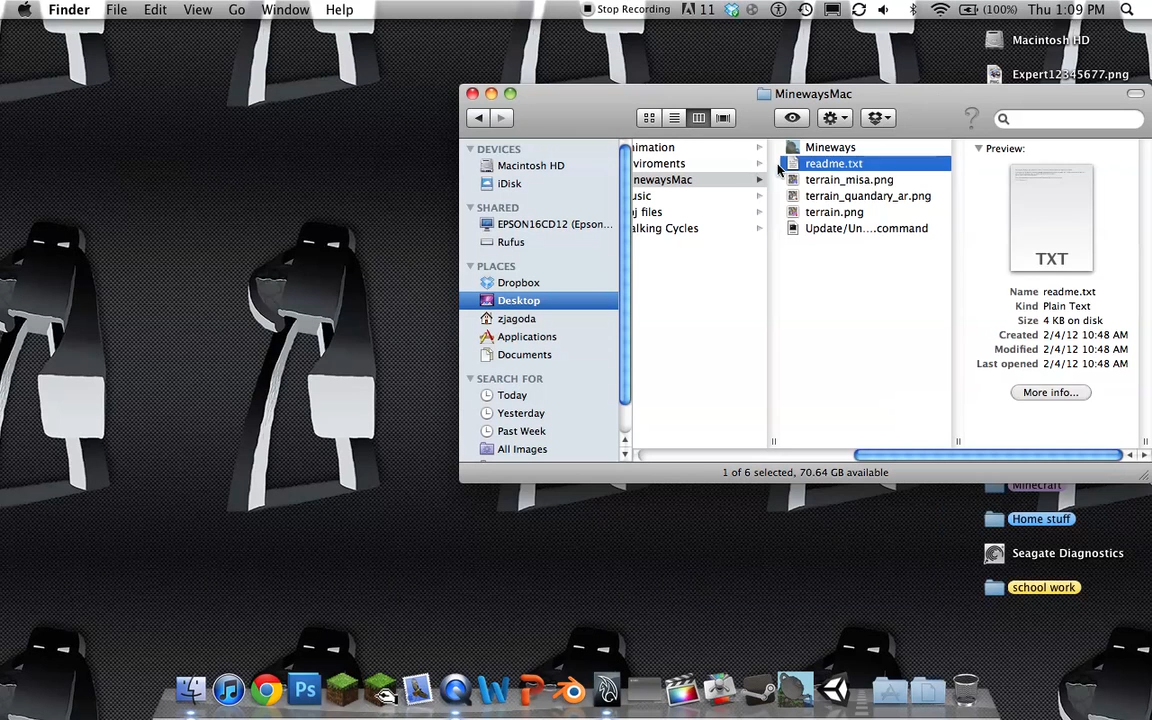 Finder File Edit View Go Window Help Stop Recording 11 (100%) Thu 1:09 PM
Macintosh HD
Expert12345677.png
MinewaysMac
DEVICES
Macintosh HD
iDisk
SHARED
EPSON16CD12 (Epson...
Rufus
PLACES
Dropbox
Desktop
zjagoda
Applications
Documents
SEARCH FOR
Today
Yesterday
Past Week
All Images
nimation
viroments
newaysMac
usic
j files
alking Cycles
Mineways
readme.txt
terrain_misa.png
terrain_quandary_ar.png
terrain.png
Update/Un....command
Preview:
TXT
Name readme.txt
Kind Plain Text
Size 4 KB on disk
Created 2/4/12 10:48 AM
Modified 2/4/12 10:48 AM
Last opened 2/4/12 10:48 AM
More info...
1 of 6 selected, 70.64 GB available
Minecraft
Home stuff
Seagate Diagnostics
school work
Ps